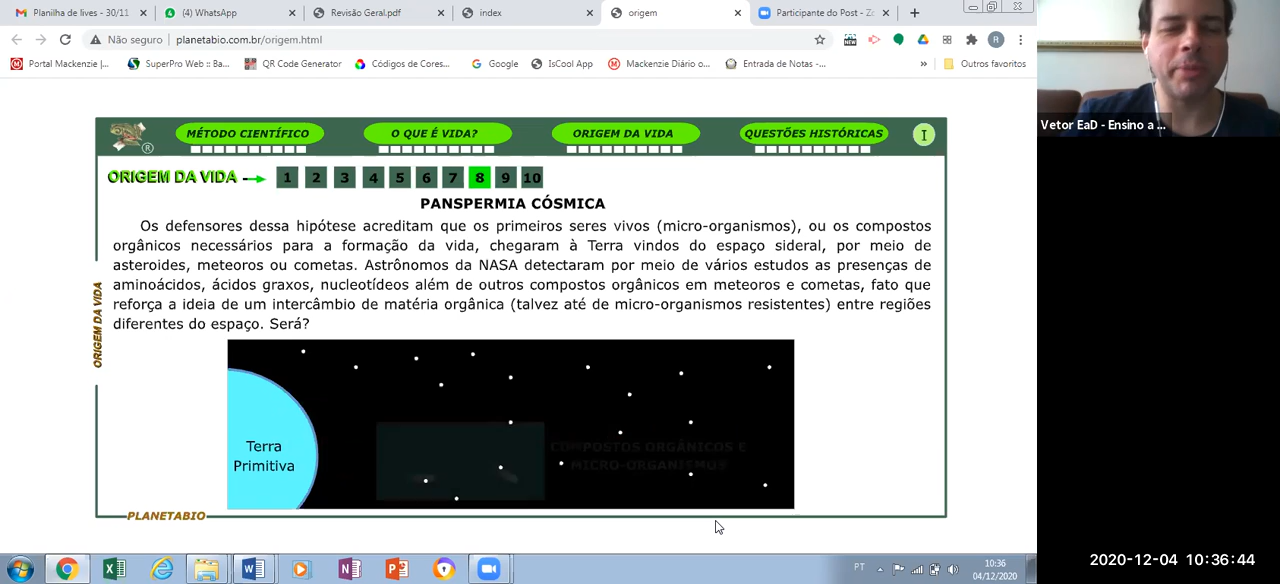 Planilha de lives - 30/11
(4) WhatsApp
Revisão Geral.pdf
index
origem
Participante do Post - Zo
Não seguro
planetabio.com.br/origem.html
Portal Mackenzie |...
SuperPro Web :: Ba...
QR Code Generator
Códigos de Cores...
Google
IsCool App
Mackenzie Diário o...
Entrada de Notas -...
»
Outros favoritos
Vetor EaD - Ensino a ...
MÉTODO CIENTÍFICO
O QUE É VIDA?
ORIGEM DA VIDA
QUESTÕES HISTÓRICAS
I
ORIGEM DA VIDA
1 2 3 4 5 6 7 8 9 10
PANSPERMIA CÓSMICA
Os defensores dessa hipótese acreditam que os primeiros seres vivos (micro-organismos), ou os compostos
orgânicos necessários para a formação da vida, chegaram à Terra vindos do espaço sideral, por meio de
asteroides, meteoros ou cometas. Astrônomos da NASA detectaram por meio de vários estudos as presenças de
aminoácidos, ácidos graxos, nucleotídeos além de outros compostos orgânicos em meteoros e cometas, fato que
reforça a ideia de um intercâmbio de matéria orgânica (talvez até de micro-organismos resistentes) entre regiões
diferentes do espaço. Será?
ORIGEM DA VIDA
Terra
Primitiva
COMPOSTOS ORGÂNICOS E
MICRO-ORGANISMOS
PLANETABIO
PT
10:36
04/12/2020
2020-12-04 10:36:44